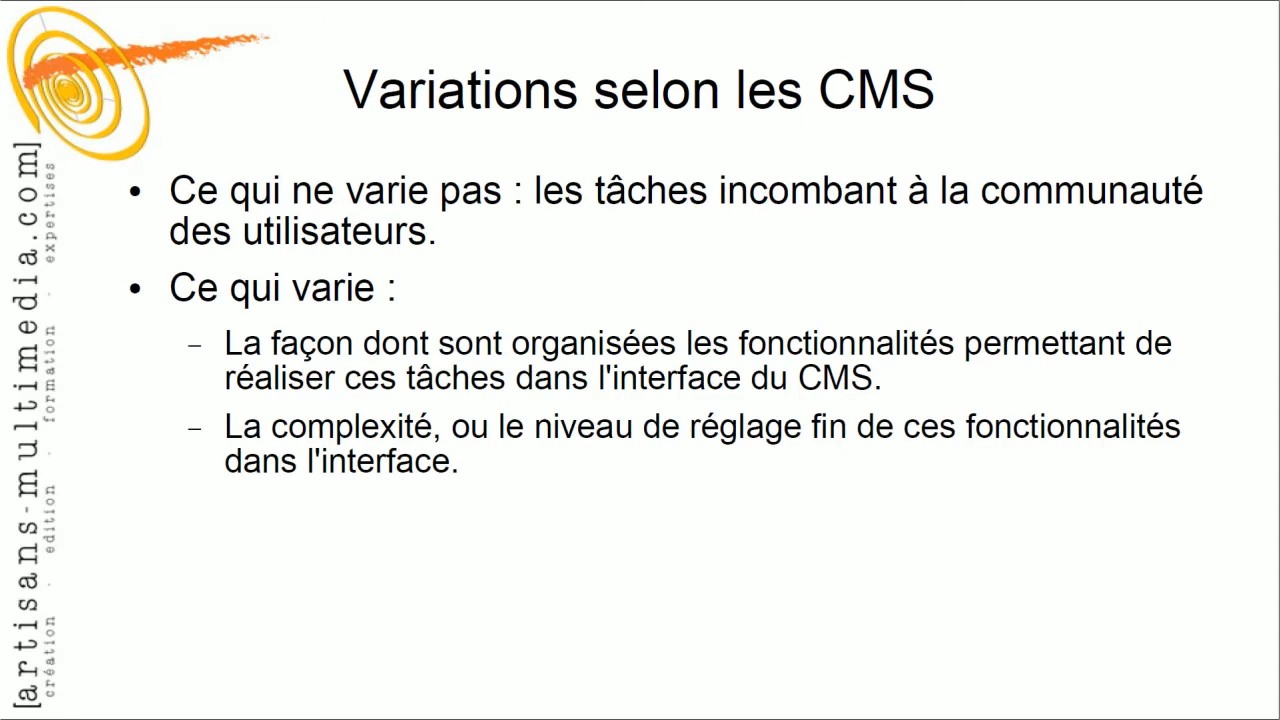 Variations selon les CMS
• Ce qui ne varie pas : les tâches incombant à la communauté
des utilisateurs.
• Ce qui varie :
– La façon dont sont organisées les fonctionnalités permettant de
réaliser ces tâches dans l'interface du CMS.
– La complexité, ou le niveau de réglage fin de ces fonctionnalités
dans l'interface.
[artisans-multimedia.com]
création . edition . formation . expertises